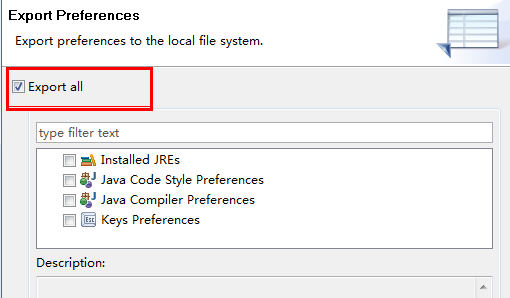 Export Preferences
Export preferences to the local file system.
Export all
type filter text
Installed JREs
Java Code Style Preferences
Java Compiler Preferences
Esc Keys Preferences
Description: